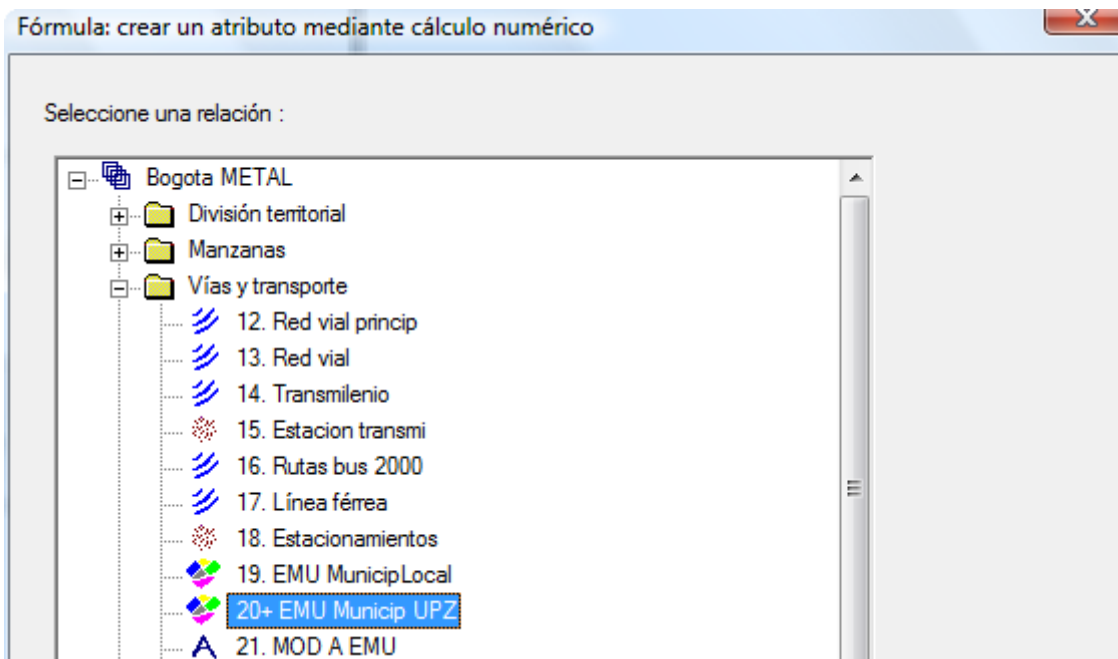 Fórmula: crear un atributo mediante cálculo numérico
Seleccione una relación :
Bogota METAL
División territorial
Manzanas
Vías y transporte
12. Red vial princip
13. Red vial
14. Transmilenio
15. Estacion transmi
16. Rutas bus 2000
17. Línea férrea
18. Estacionamientos
19. EMU MunicipLocal
20+ EMU Municip UPZ
21. MOD A EMU